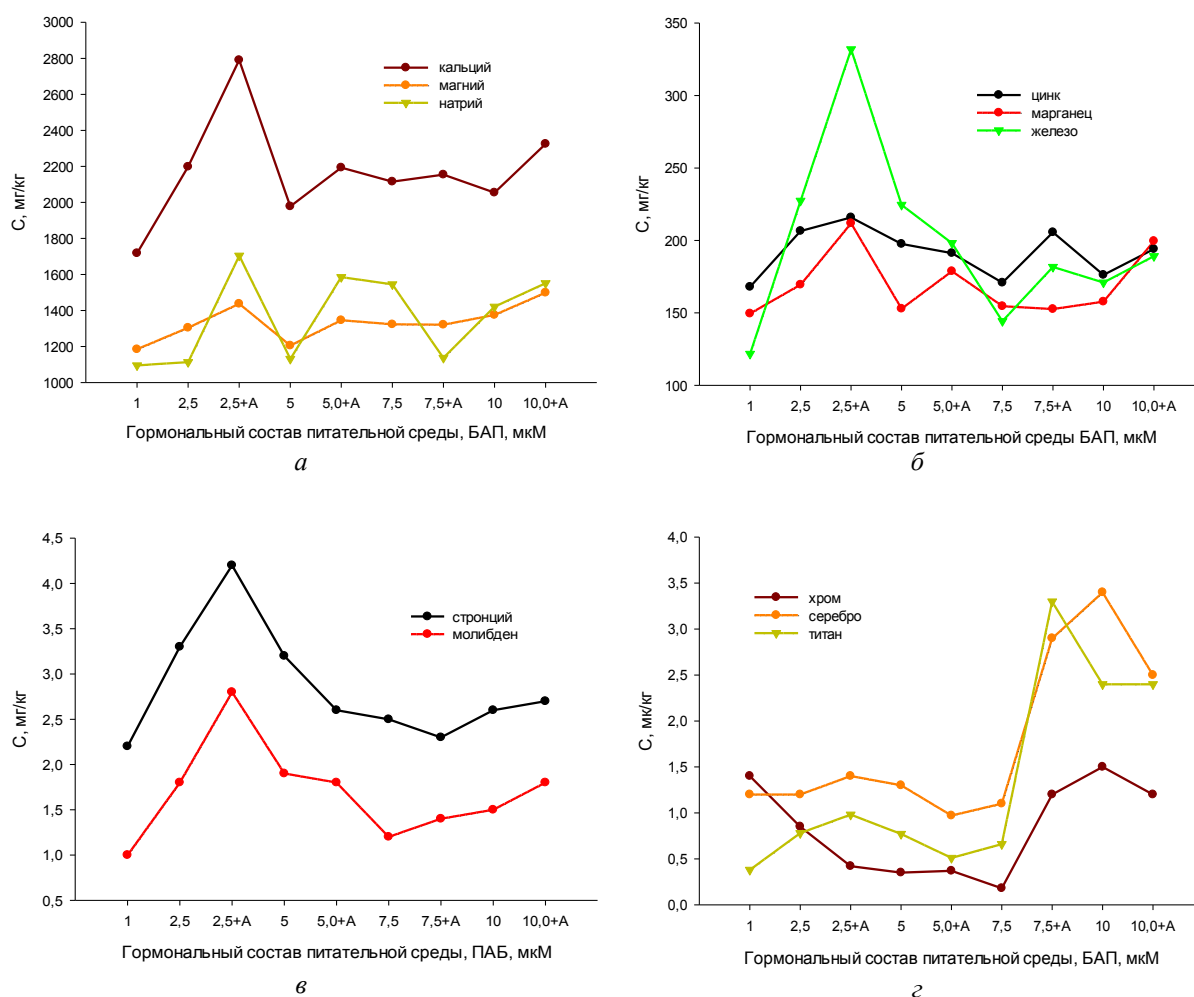 3000
2800
2600
2400
2200
2000
1800
1600
1400
1200
1000
С, мг/кг
кальций
магний
натрий
1 2,5 2,5+А 5 5,0+А 7,5 7,5+А 10 10,0+А
Гормональный состав питательной среды, БАП, мкМ
а
350
300
250
200
150
100
С, мг/кг
цинк
марганец
железо
1 2,5 2,5+А 5 5,0+А 7,5 7,5+А 10 10,0+А
Гормональный состав питательной среды БАП, мкМ
б
4,5
4,0
3,5
3,0
2,5
2,0
1,5
1,0
0,5
С, мг/кг
стронций
молибден
1 2,5 2,5+А 5 5,0+А 7,5 7,5+А 10 10,0+А
Гормональный состав питательной среды, ПАБ, мкМ
в
4,0
3,5
3,0
2,5
2,0
1,5
1,0
0,5
0,0
С, мк/кг
хром
серебро
титан
1 2,5 2,5+А 5 5,0+А 7,5 7,5+А 10 10,0+А
Гормональный состав питательной среды, БАП, мкМ
г